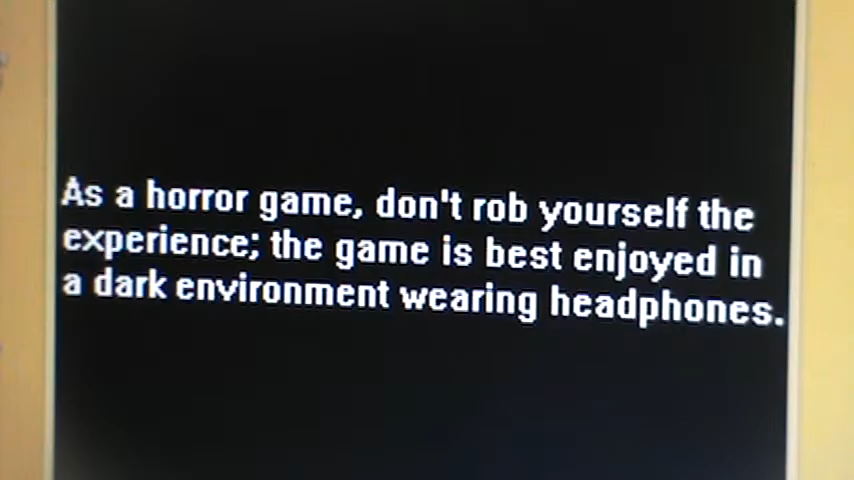 As a horror game, don't rob yourself the
experience; the game is best enjoyed in
a dark environment wearing headphones.